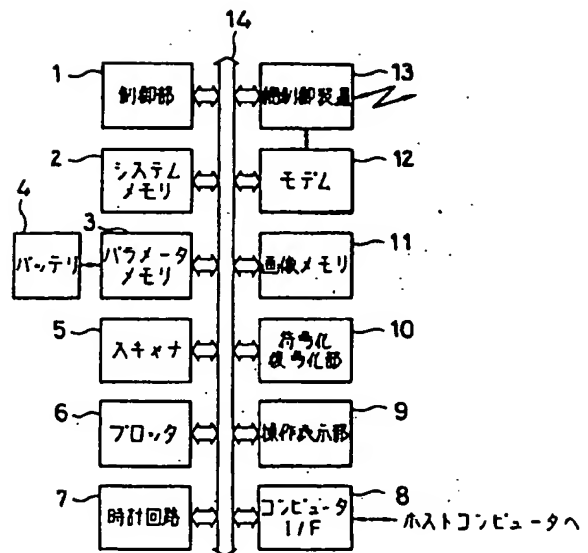 14
1
制御部
13
網制御装置
2
システム
メモリ
12
モデム
4
バッテリ
3
パラメータ
メモリ
11
画像メモリ
5
スキャナ
10
符号化
復号化部
6
プロッタ
9
操作表示部
7
時計回路
8
コンピュータ
I/F
ホストコンピュータへ